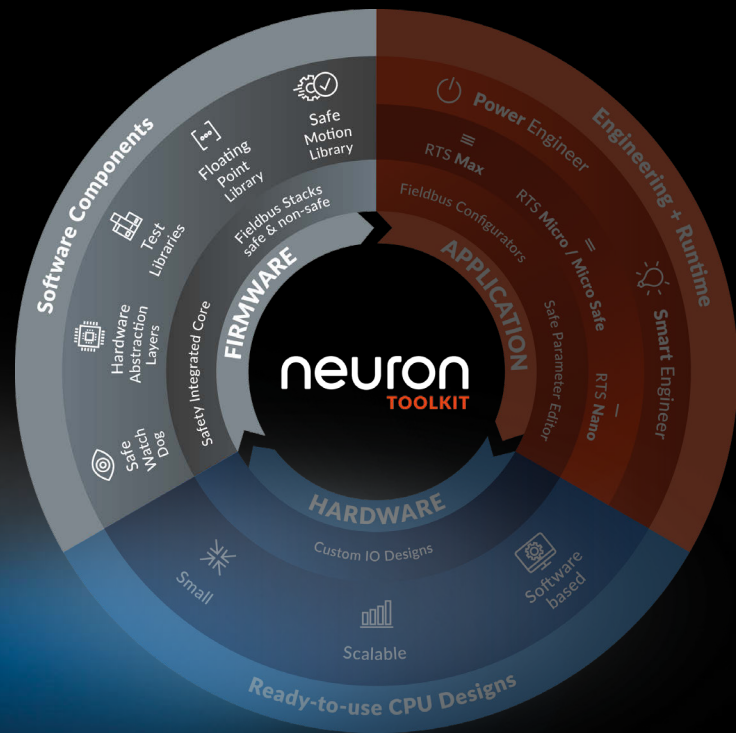 neuron
TOOLKIT
FIRMWARE
Software Components
Safe
Motion
Library
Floating
Point
Library
Test
Libraries
Hardware
Abstraction
Layers
Safe
Watch
Dog
Fieldbus Stacks
safe & non-safe
Safety Integrated Core
APPLICATION
Engineering + Runtime
Power Engineer
RTS Max
Fieldbus Configurators
RTS Micro / Micro Safe
Smart Engineer
RTS Nano
Safe Parameter Editor
HARDWARE
Custom IO Designs
Small
Scalable
Software
based
Ready-to-use CPU Designs